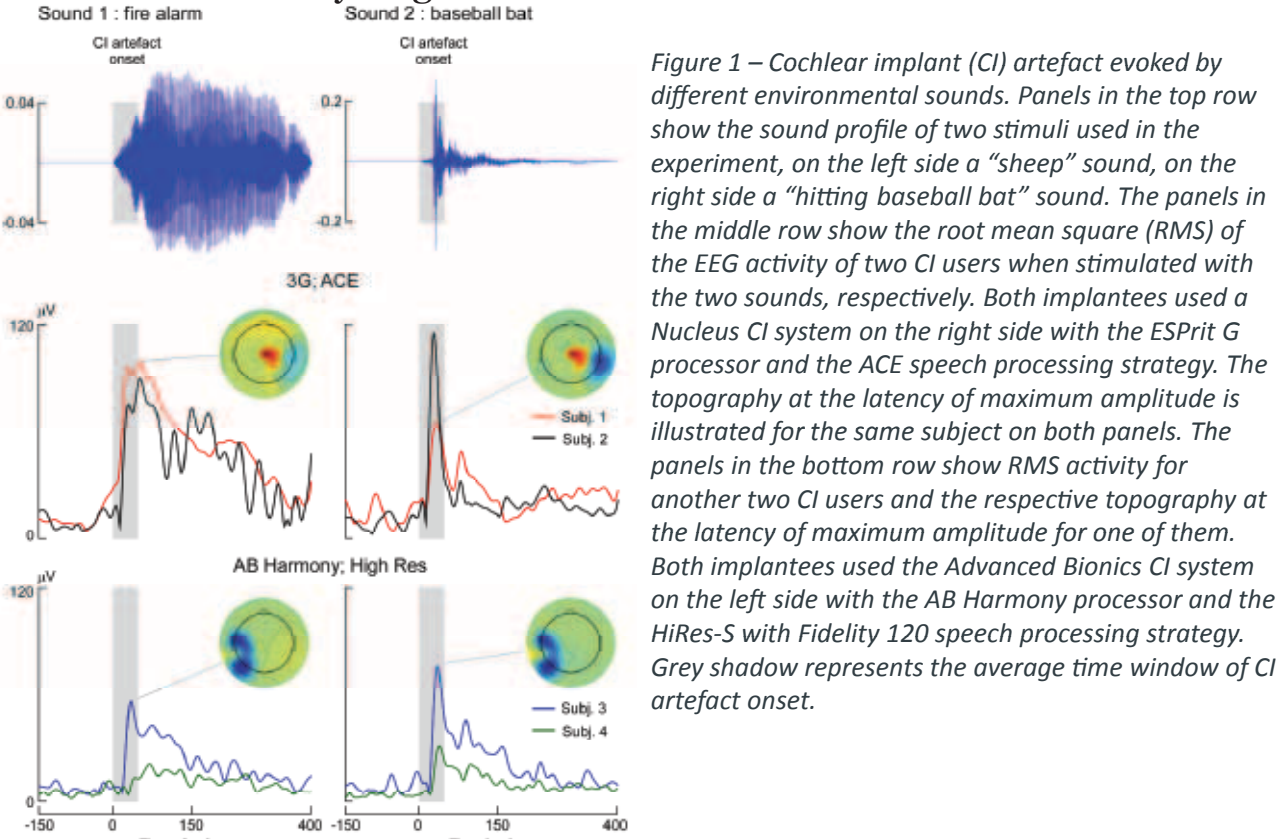 Sound 1 : fire alarm
Sound 2 : baseball bat
CI artefact
onset
CI artefact
onset
0.04
-0.04
0.2
-0.2
3G; ACE
μV
120
0
Subj. 1
Subj. 2
AB Harmony; High Res
μV
120
0
Subj. 3
Subj. 4
-150 0 150 400
-150 0 150 400
Figure 1 – Cochlear implant (CI) artefact evoked by
different environmental sounds. Panels in the top row
show the sound profile of two stimuli used in the
experiment, on the left side a “sheep” sound, on the
right side a “hitting baseball bat” sound. The panels in
the middle row show the root mean square (RMS) of
the EEG activity of two CI users when stimulated with
the two sounds, respectively. Both implantees used a
Nucleus CI system on the right side with the ESPrit G
processor and the ACE speech processing strategy. The
topography at the latency of maximum amplitude is
illustrated for the same subject on both panels. The
panels in the bottom row show RMS activity for
another two CI users and the respective topography at
the latency of maximum amplitude for one of them.
Both implantees used the Advanced Bionics CI system
on the left side with the AB Harmony processor and the
HiRes-S with Fidelity 120 speech processing strategy.
Grey shadow represents the average time window of CI
artefact onset.